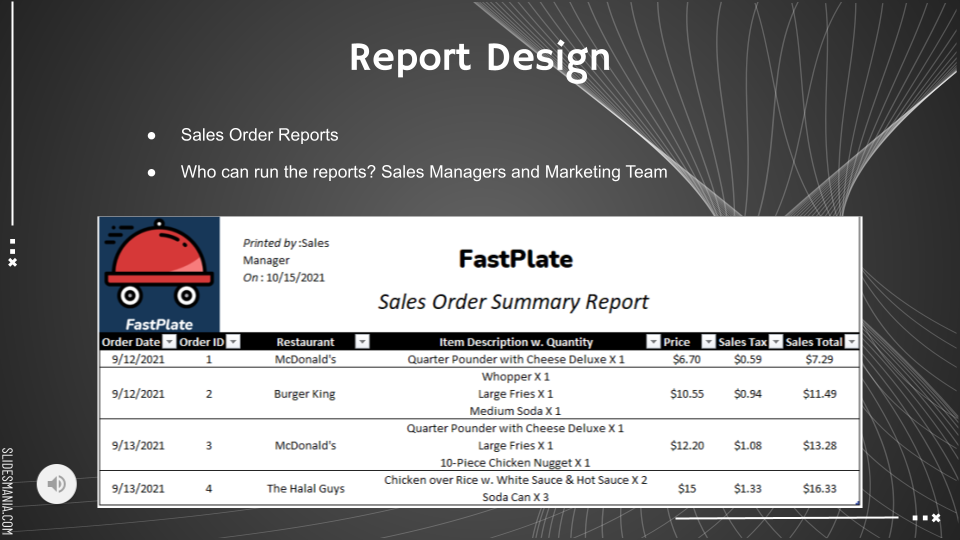 Report Design
● Sales Order Reports
● Who can run the reports? Sales Managers and Marketing Team
Printed by :Sales
Manager
On : 10/15/2021
FastPlate
Sales Order Summary Report
FastPlate
Order Date Order ID Restaurant Item Description w. Quantity Price Sales Tax Sales Total
9/12/2021 1 McDonald's Quarter Pounder with Cheese Deluxe X 1 $6.70 $0.59 $7.29
Whopper X 1
9/12/2021 2 Burger King Large Fries X 1 $10.55 $0.94 $11.49
Medium Soda X 1
Quarter Pounder with Cheese Deluxe X 1
9/13/2021 3 McDonald's Large Fries X 1 $12.20 $1.08 $13.28
10-Piece Chicken Nugget X 1
Chicken over Rice w. White Sauce & Hot Sauce X 2
9/13/2021 4 The Halal Guys $15 $1.33 $16.33
Soda Can X 3
SLIDESMANIA.COM